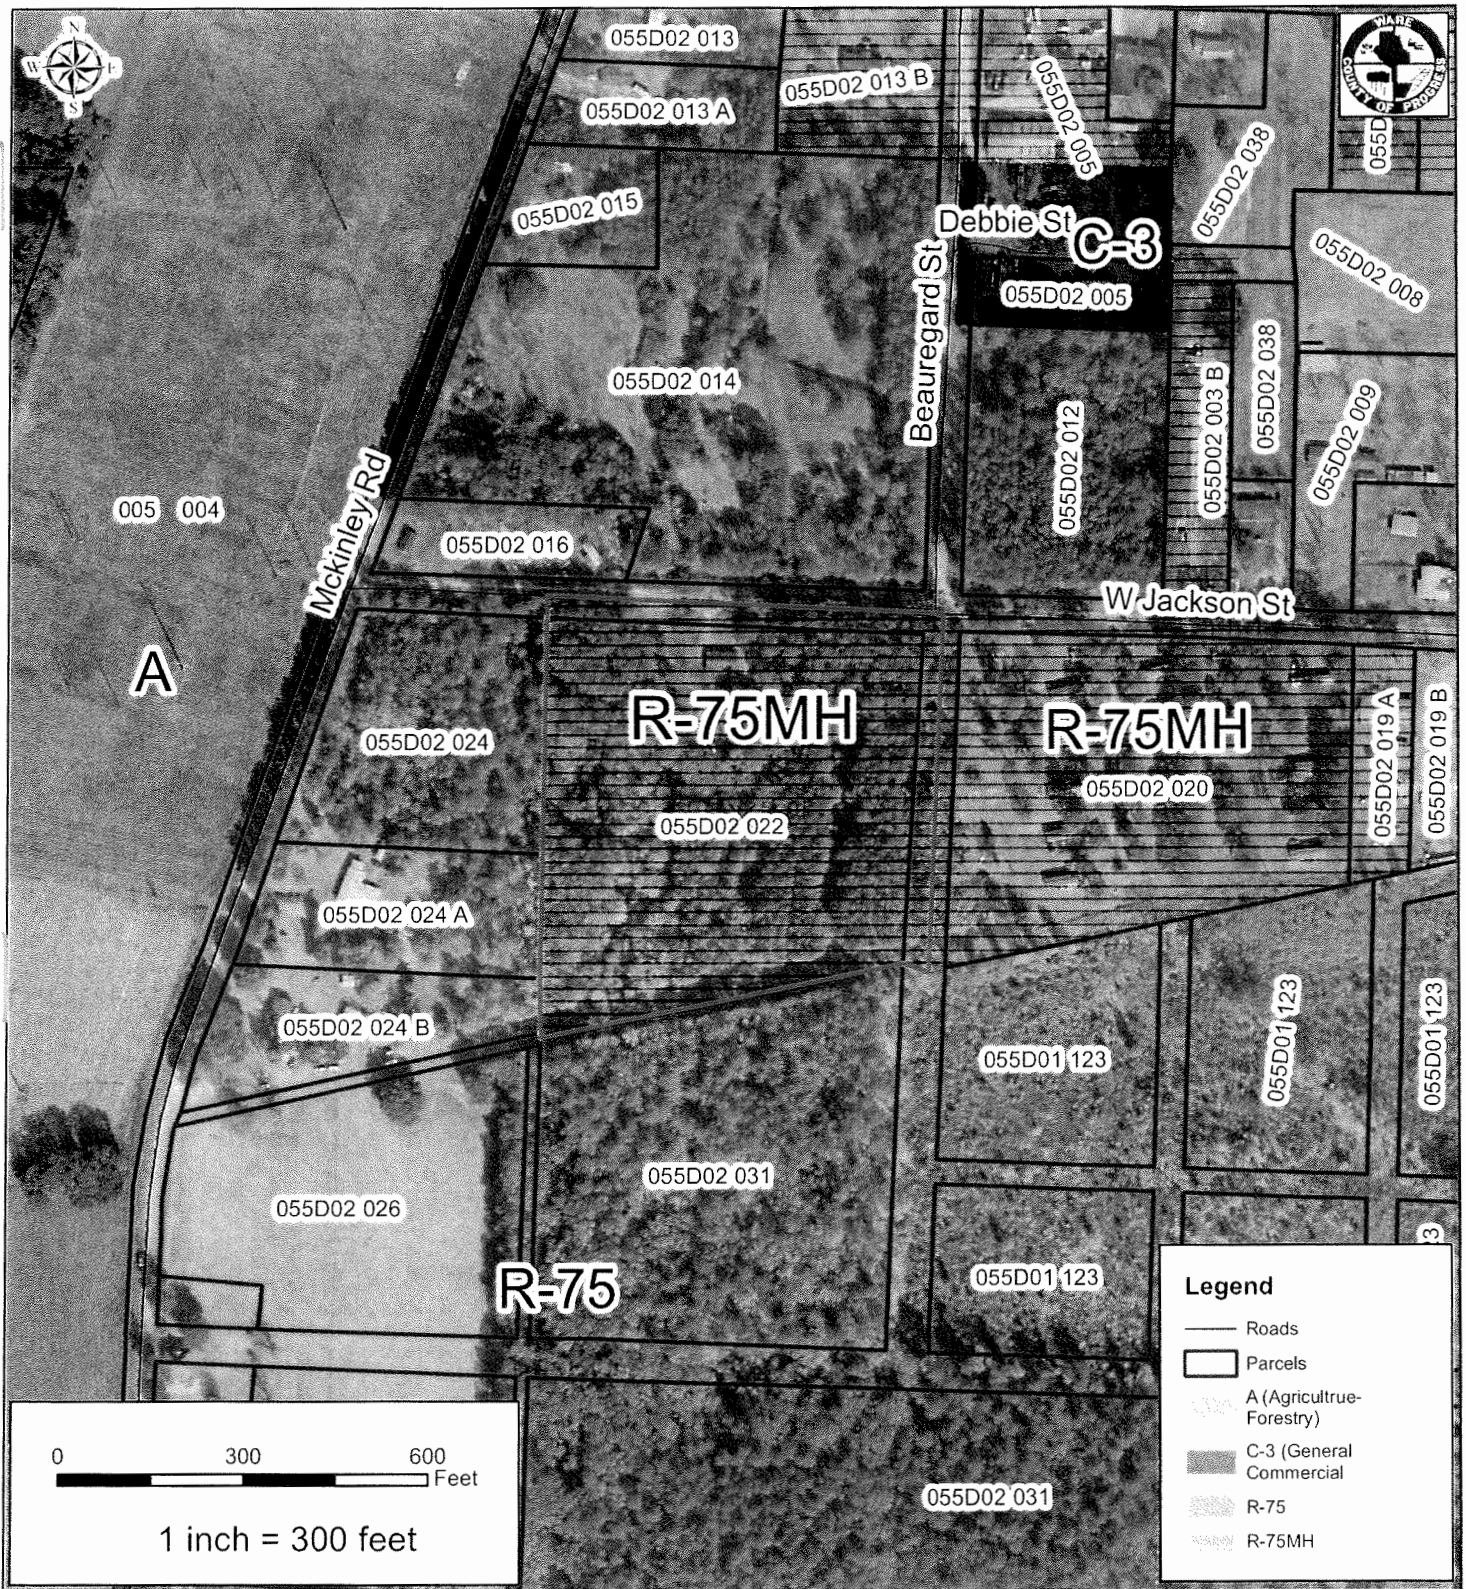 N
W E
S
WARE
COUNTY OF PROGRESS
055D02 013
055D02 013 B
055D02 013 A
055D02 005
055D02 038
055D
055D02 015
Debbie St
C-3
055D02 005
055D02 008
Beauregard St
055D02 014
055D02 012
055D02 003 B
055D02 038
055D02 009
Mckinley Rd
005 004
055D02 016
W Jackson St
A
055D02 024
R-75MH
R-75MH
055D02 020
055D02 019 A
055D02 019 B
055D02 022
055D02 024 A
055D02 024 B
055D01 123
055D01 123
055D01 123
055D02 031
055D02 026
R-75
055D01 123
23
Legend
Roads
Parcels
A (Agricultrue-
Forestry)
C-3 (General
Commercial
R-75
R-75MH
0 300 600
Feet
1 inch = 300 feet
055D02 031